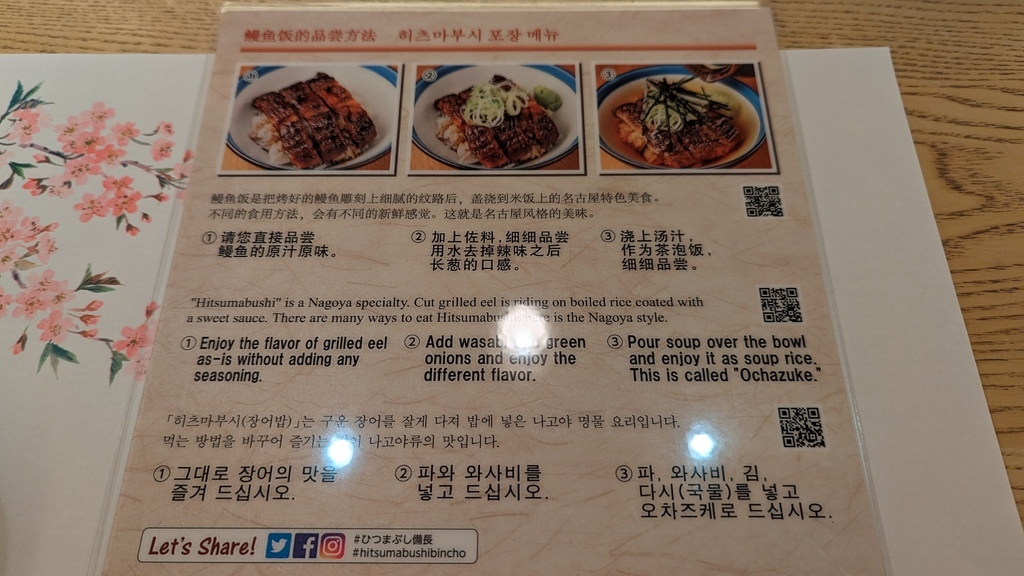 鳗鱼饭的品尝方法 히츠마부시 포장 메뉴
① ② ③
鳗鱼饭是把烤好的鳗鱼雕刻上细腻的纹路后，盖浇到米饭上的名古屋特色美食。
不同的食用方法，会有不同的新鲜感觉。这就是名古屋风格的美味。
①请您直接品尝
鳗鱼的原汁原味。
②加上佐料，细细品尝
用水去掉辣味之后
长葱的口感。
③浇上汤汁，
作为茶泡饭，
细细品尝。
"Hitsumabushi" is a Nagoya specialty. Cut grilled eel is riding on boiled rice coated with
a sweet sauce. There are many ways to eat Hitsumabushi, here is the Nagoya style.
①Enjoy the flavor of grilled eel
as-is without adding any
seasoning.
②Add wasabi green
onions and enjoy the
different flavor.
③Pour soup over the bowl
and enjoy it as soup rice.
This is called "Ochazuke."
「히츠마부시(장어밥)」는 구운 장어를 잘게 다져 밥에 넣은 나고야 명물 요리입니다.
먹는 방법을 바꾸어 즐기는 나고야류의 맛입니다.
①그대로 장어의 맛을
즐겨 드십시오.
②파와 와사비를
넣고 드십시오.
③파, 와사비, 김,
다시(국물)를 넣고
오차즈케로 드십시오.
Let's Share!
#ひつまぶし備長
#hitsumabushibincho